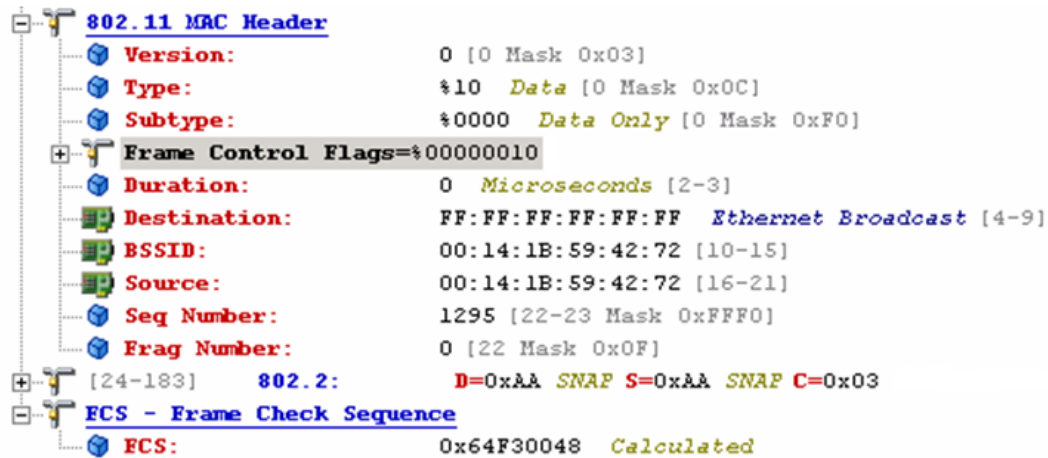 802.11 MAC Header
Version: 0 [0 Mask 0x03]
Type: %10 Data [0 Mask 0x0C]
Subtype: %0000 Data Only [0 Mask 0xF0]
Frame Control Flags=%00000010
Duration: 0 Microseconds [2-3]
Destination: FF:FF:FF:FF:FF:FF Ethernet Broadcast [4-9]
BSSID: 00:14:1B:59:42:72 [10-15]
Source: 00:14:1B:59:42:72 [16-21]
Seq Number: 1295 [22-23 Mask 0xFFF0]
Frag Number: 0 [22 Mask 0x0F]
[24-183] 802.2: D=0xAA SNAP S=0xAA SNAP C=0x03
FCS - Frame Check Sequence
FCS: 0x64F30048 Calculated